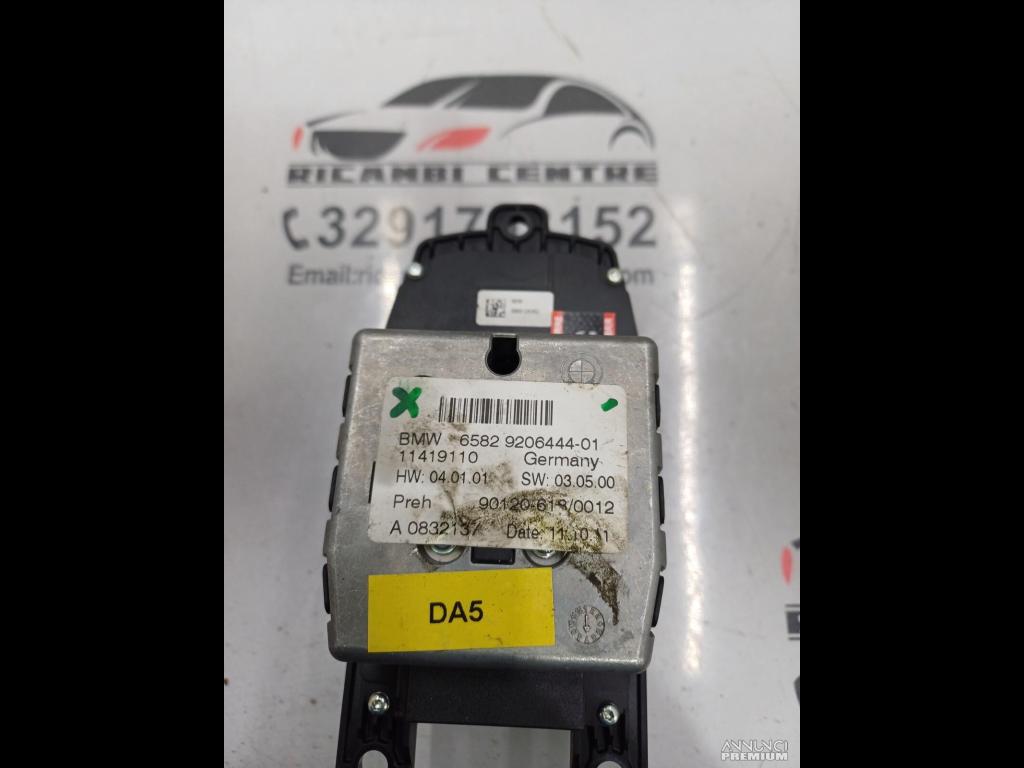 RICAMBI CENTRE
BMW 6582 9206444-01
11419110 Germany
HW: 04.01.01 SW: 03.05.00
Preh 90120-618/0012
A 0832137 Date: 11.10.11
DA5
ANNUNCI
PREMIUM